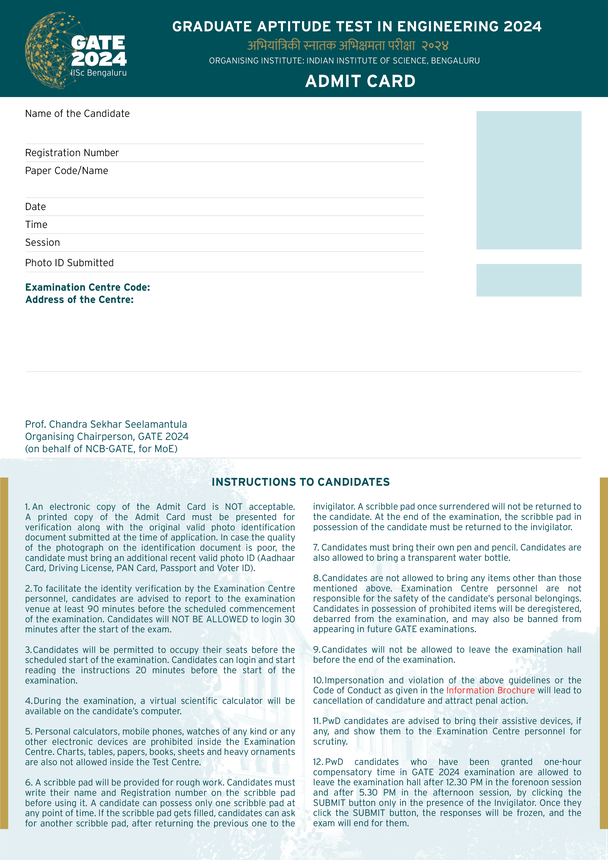 GATE
2024
IISc Bengaluru
GRADUATE APTITUDE TEST IN ENGINEERING 2024
अभियांत्रिकी स्नातक अभिक्षमता परीक्षा २०२४
ORGANISING INSTITUTE: INDIAN INSTITUTE OF SCIENCE, BENGALURU
ADMIT CARD
Name of the Candidate
Registration Number
Paper Code/Name
Date
Time
Session
Photo ID Submitted
Examination Centre Code:
Address of the Centre:
Prof. Chandra Sekhar Seelamantula
Organising Chairperson, GATE 2024
(on behalf of NCB-GATE, for MoE)
INSTRUCTIONS TO CANDIDATES
1. An electronic copy of the Admit Card is NOT acceptable.
A printed copy of the Admit Card must be presented for
verification along with the original valid photo identification
document submitted at the time of application. In case the quality
of the photograph on the identification document is poor, the
candidate must bring an additional recent valid photo ID (Aadhaar
Card, Driving License, PAN Card, Passport and Voter ID).
2. To facilitate the identity verification by the Examination Centre
personnel, candidates are advised to report to the examination
venue at least 90 minutes before the scheduled commencement
of the examination. Candidates will NOT BE ALLOWED to login 30
minutes after the start of the exam.
3. Candidates will be permitted to occupy their seats before the
scheduled start of the examination. Candidates can login and start
reading the instructions 20 minutes before the start of the
examination.
4. During the examination, a virtual scientific calculator will be
available on the candidate's computer.
5. Personal calculators, mobile phones, watches of any kind or any
other electronic devices are prohibited inside the Examination
Centre. Charts, tables, papers, books, sheets and heavy ornaments
are also not allowed inside the Test Centre.
6. A scribble pad will be provided for rough work. Candidates must
write their name and Registration number on the scribble pad
before using it. A candidate can possess only one scribble pad at
any point of time. If the scribble pad gets filled, candidates can ask
for another scribble pad, after returning the previous one to the
invigilator. A scribble pad once surrendered will not be returned to
the candidate. At the end of the examination, the scribble pad in
possession of the candidate must be returned to the invigilator.
7. Candidates must bring their own pen and pencil. Candidates are
also allowed to bring a transparent water bottle.
8. Candidates are not allowed to bring any items other than those
mentioned above. Examination Centre personnel are not
responsible for the safety of the candidate's personal belongings.
Candidates in possession of prohibited items will be deregistered,
debarred from the examination, and may also be banned from
appearing in future GATE examinations.
9. Candidates will not be allowed to leave the examination hall
before the end of the examination.
10. Impersonation and violation of the above guidelines or the
Code of Conduct as given in the Information Brochure will lead to
cancellation of candidature and attract penal action.
11. PwD candidates are advised to bring their assistive devices, if
any, and show them to the Examination Centre personnel for
scrutiny.
12. PwD candidates who have been granted one-hour
compensatory time in GATE 2024 examination are allowed to
leave the examination hall after 12.30 PM in the forenoon session
and after 5.30 PM in the afternoon session, by clicking the
SUBMIT button only in the presence of the Invigilator. Once they
click the SUBMIT button, the responses will be frozen, and the
exam will end for them.